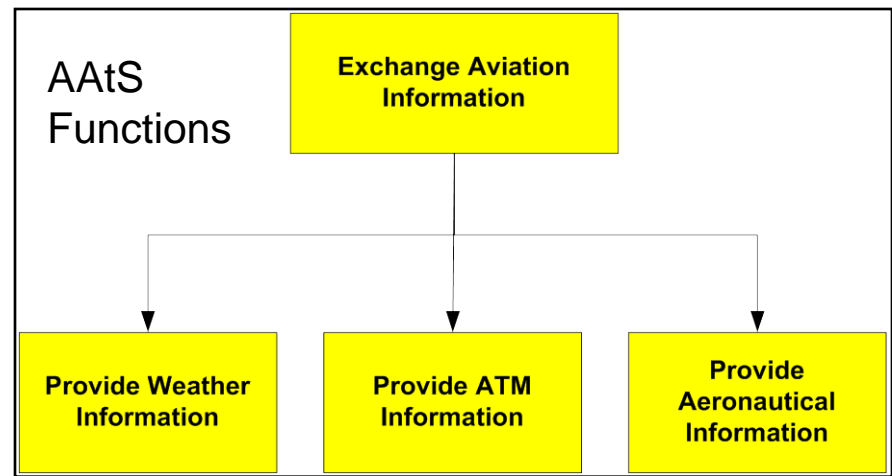 AAtS
Functions
Exchange Aviation
Information
Provide Weather
Information
Provide ATM
Information
Provide
Aeronautical
Information